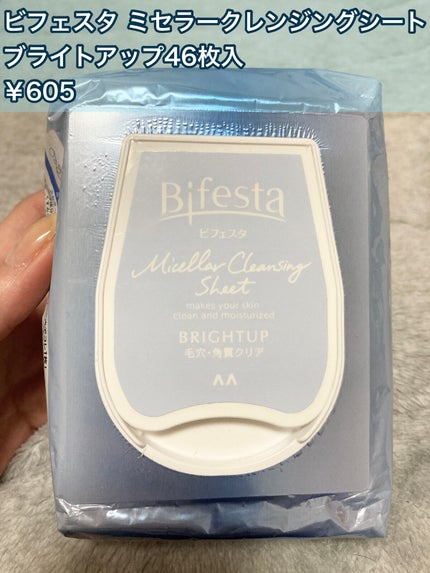 ビフェスタ ミセラークレンジングシート
ブライトアップ46枚入
￥605
Bifesta
ビフェスタ
Micellar Cleansing
Sheet
makes your skin
clean and moisturized
BRIGHTUP
毛穴・角質クリア